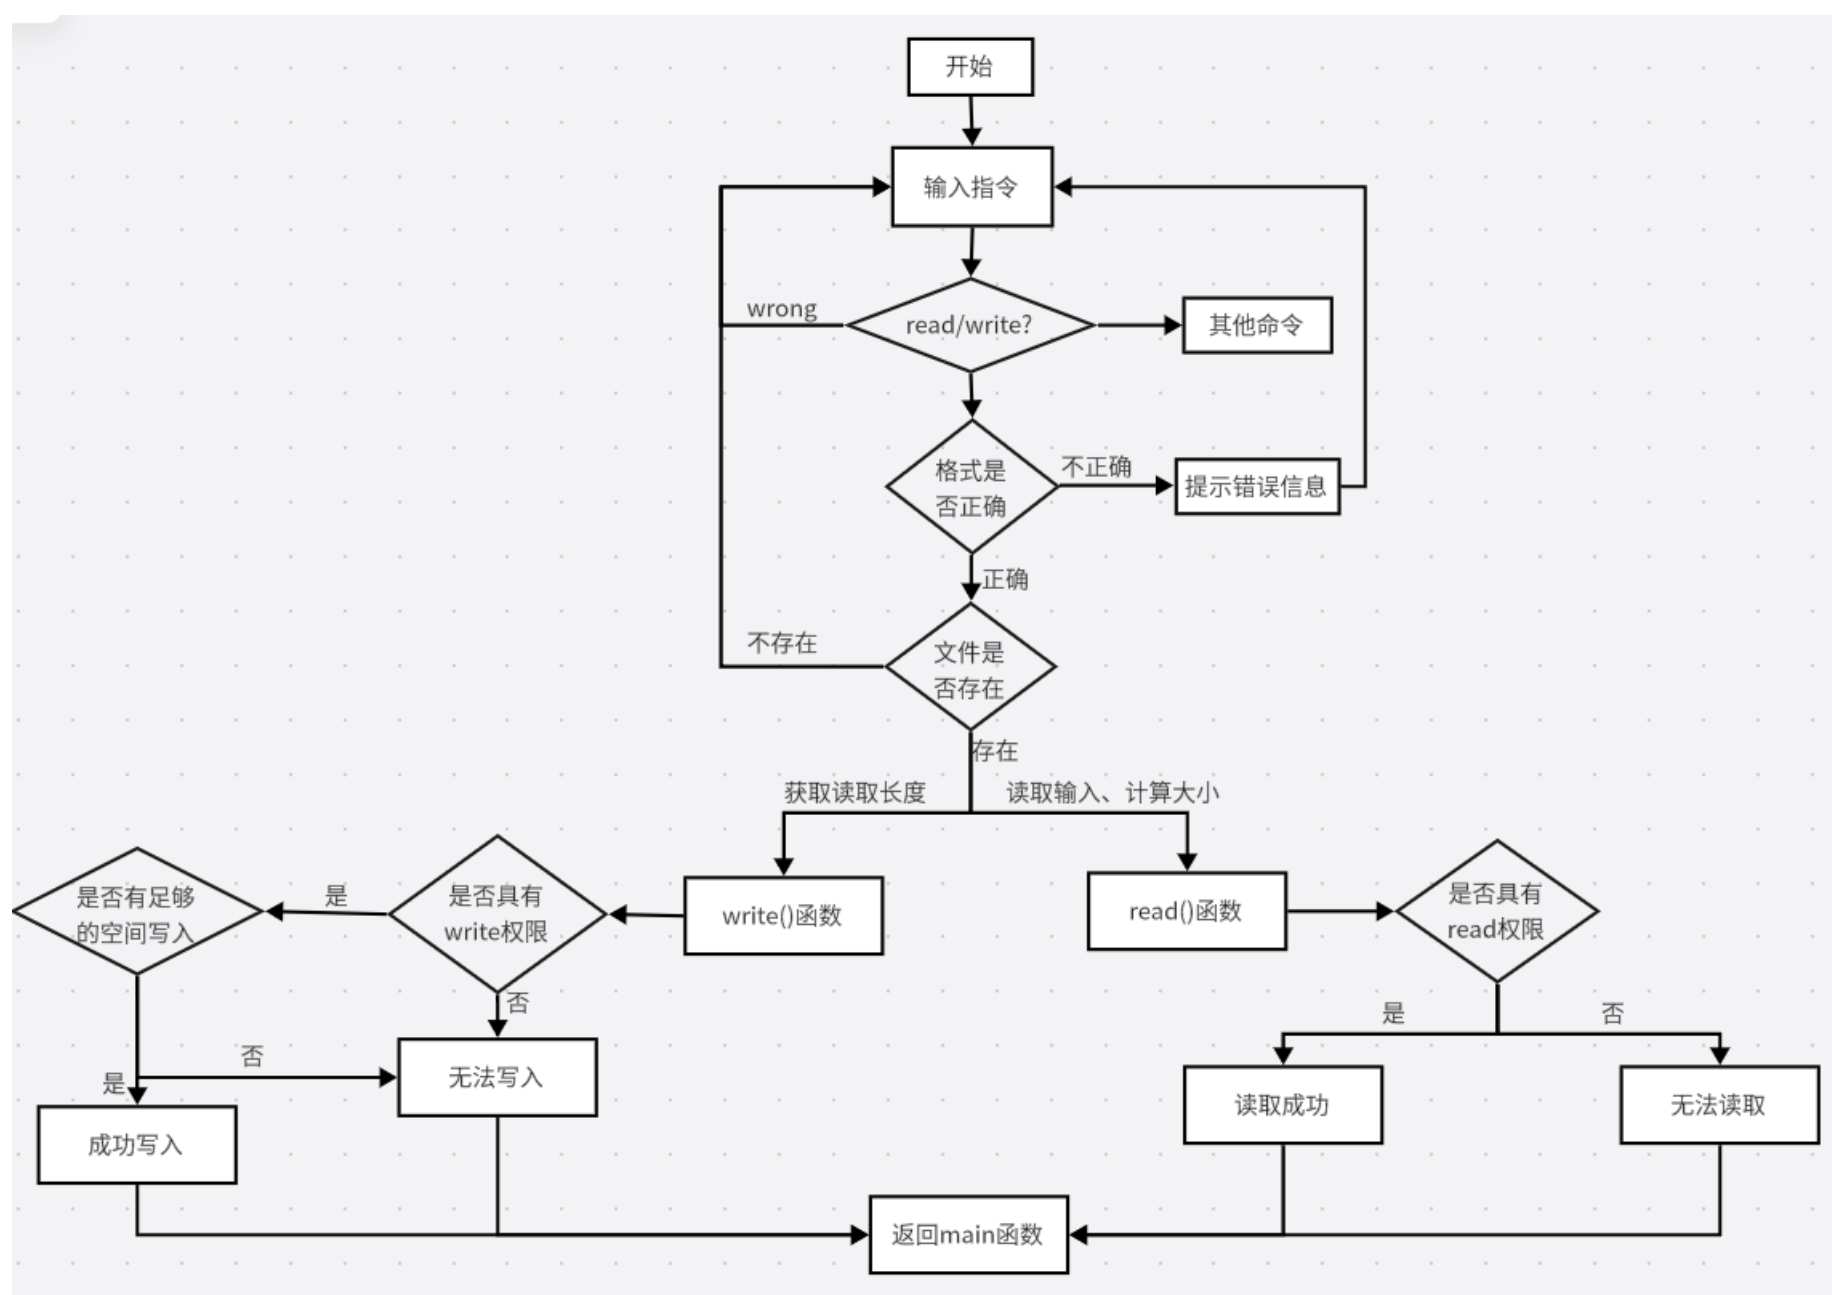 开始
输入指令
wrong
read/write?
其他命令
格式是
否正确
不正确
提示错误信息
正确
不存在
文件是
否存在
存在
获取读取长度
读取输入、计算大小
是否有足够
的空间写入
是
是否具有
write权限
write()函数
read()函数
是否具有
read权限
否
是
否
否
是
无法写入
读取成功
无法读取
成功写入
返回main函数